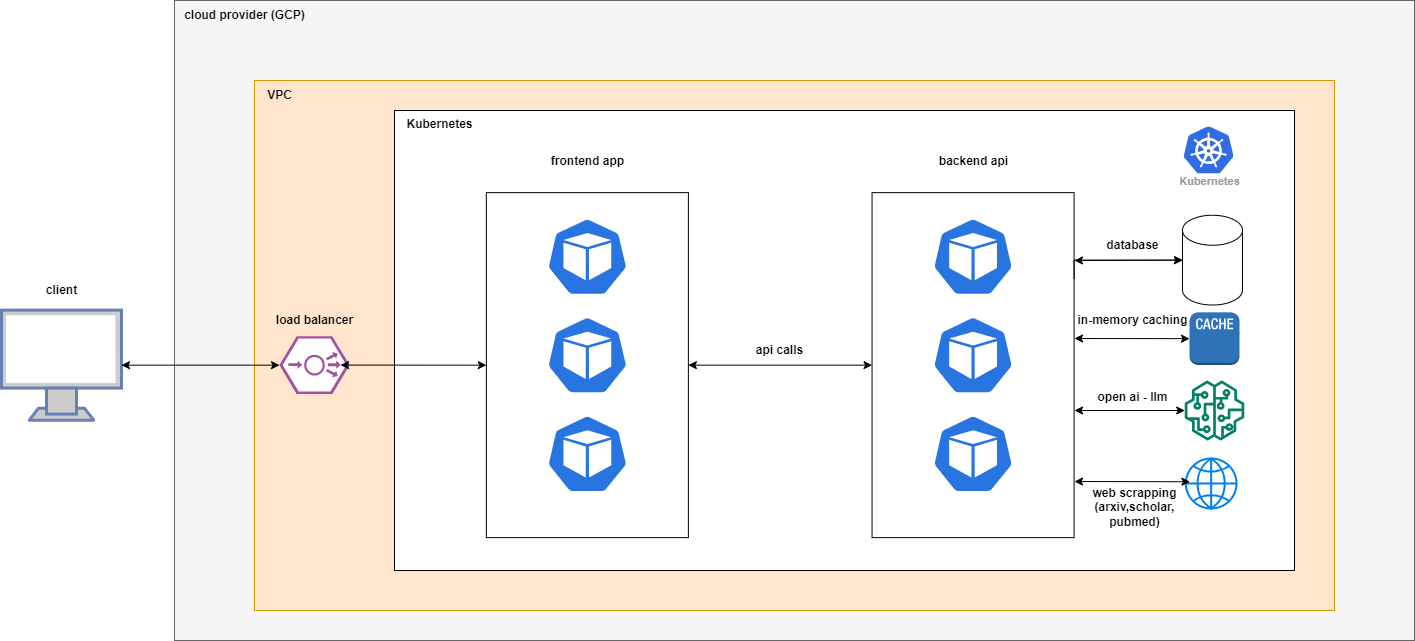 cloud provider (GCP)
VPC
Kubernetes
frontend app
backend api
Kubernetes
database
client
load balancer
in-memory caching
CACHE
api calls
open ai - llm
web scrapping
(arxiv,scholar,
pubmed)